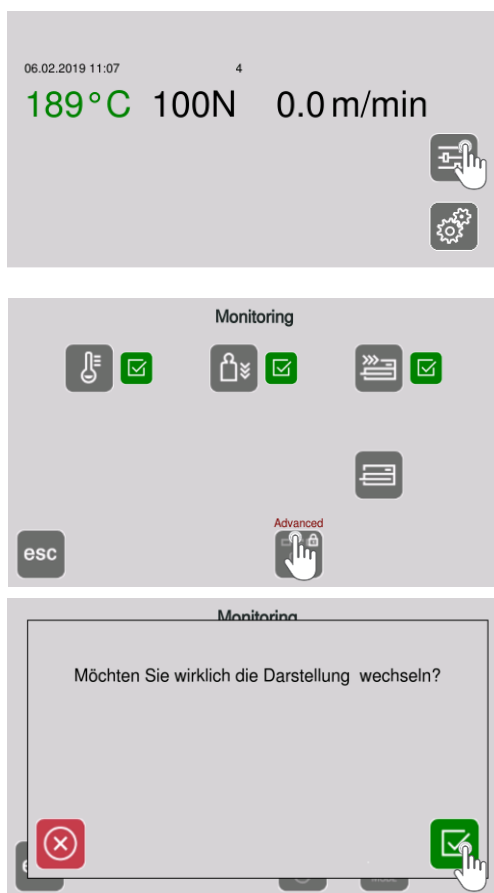 06.02.2019 11:07 4
189°C 100N 0.0 m/min
Monitoring
Advanced
esc
Monitoring
Möchten Sie wirklich die Darstellung wechseln?